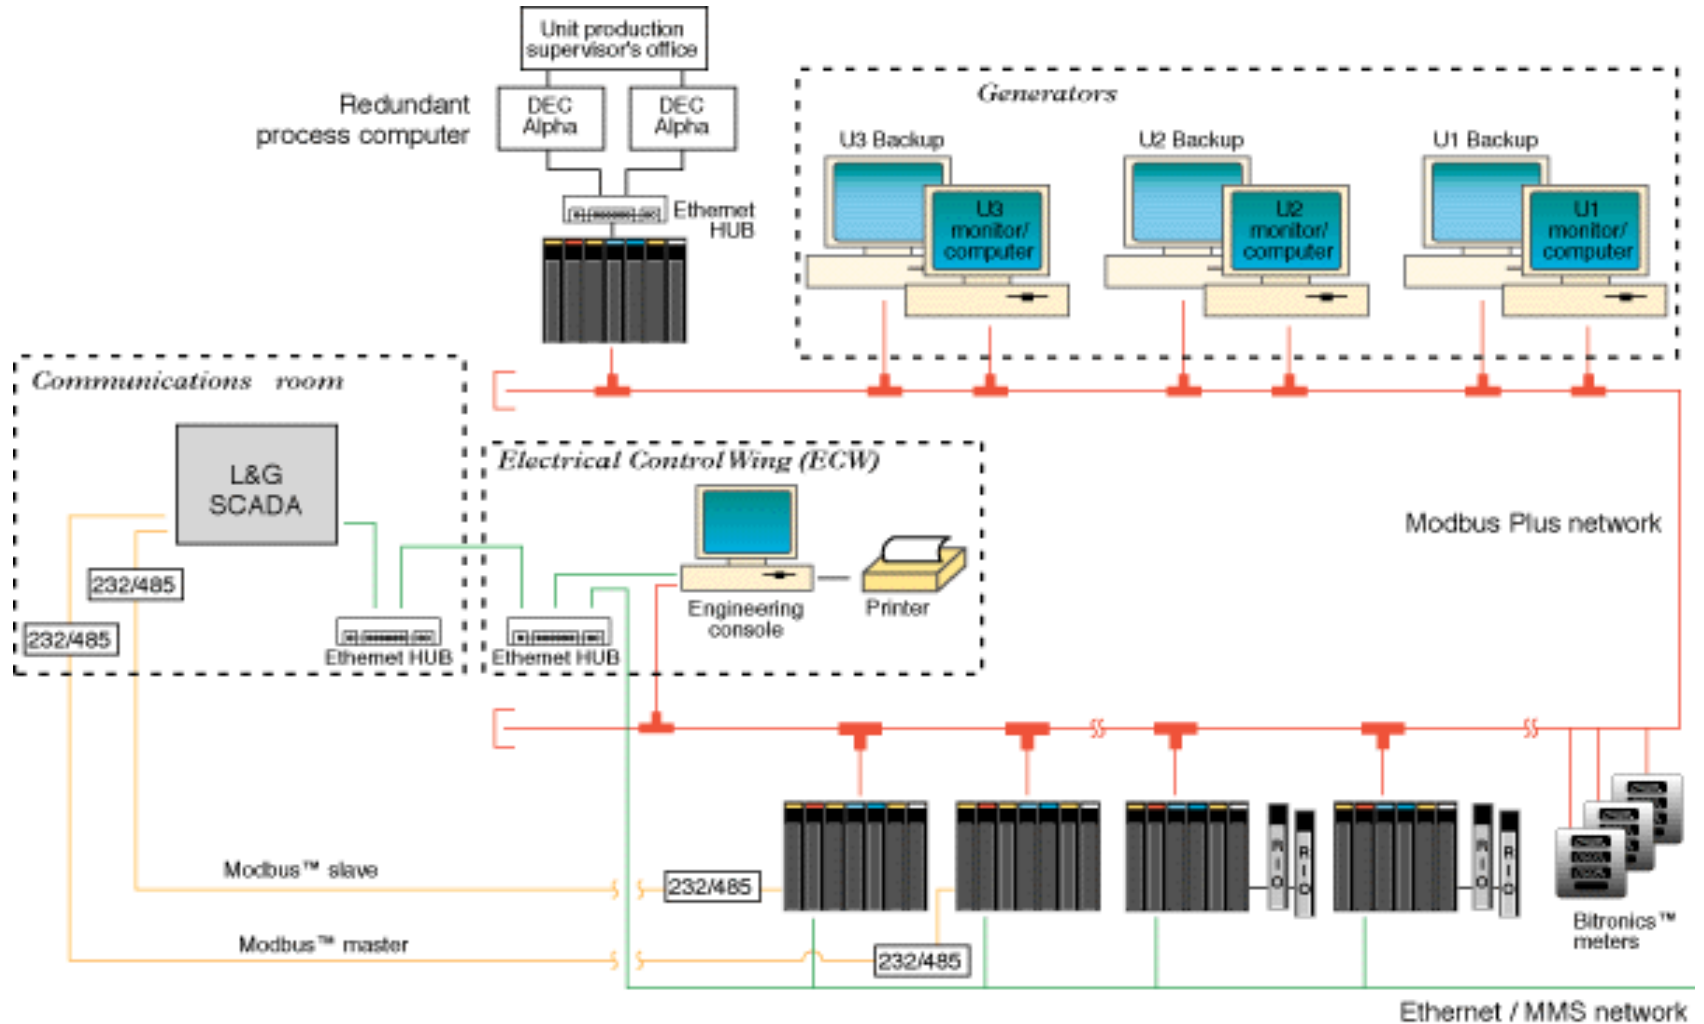 Unit production
supervisor's office
Redundant
process computer
DEC
Alpha
DEC
Alpha
Ethernet
HUB
Generators
U3 Backup
U2 Backup
U1 Backup
U3
monitor/
computer
U2
monitor/
computer
U1
monitor/
computer
Communications room
L&G
SCADA
232/485
232/485
Ethernet HUB
Electrical Control Wing (ECW)
Engineering
console
Printer
Ethernet HUB
Modbus Plus network
Modbus™ slave
232/485
Modbus™ master
232/485
RIO
RIO
RIO
RIO
Bitronics™
meters
Ethernet / MMS network